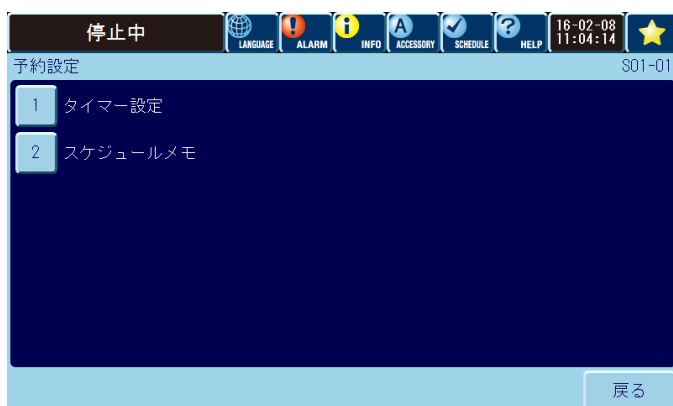 停止中 LANGUAGE ALARM INFO ACCESSORY SCHEDULE HELP 16-02-08
11:04:14
予約設定 S01-01
1 タイマー設定
2 スケジュールメモ
戻る